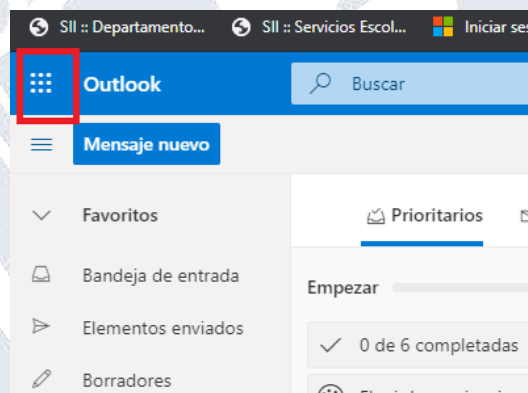 SII :: Departamento... SII :: Servicios Escol... Iniciar ses
Outlook Buscar
Mensaje nuevo
Favoritos Prioritarios
Bandeja de entrada Empezar
Elementos enviados 0 de 6 completadas
Borradores